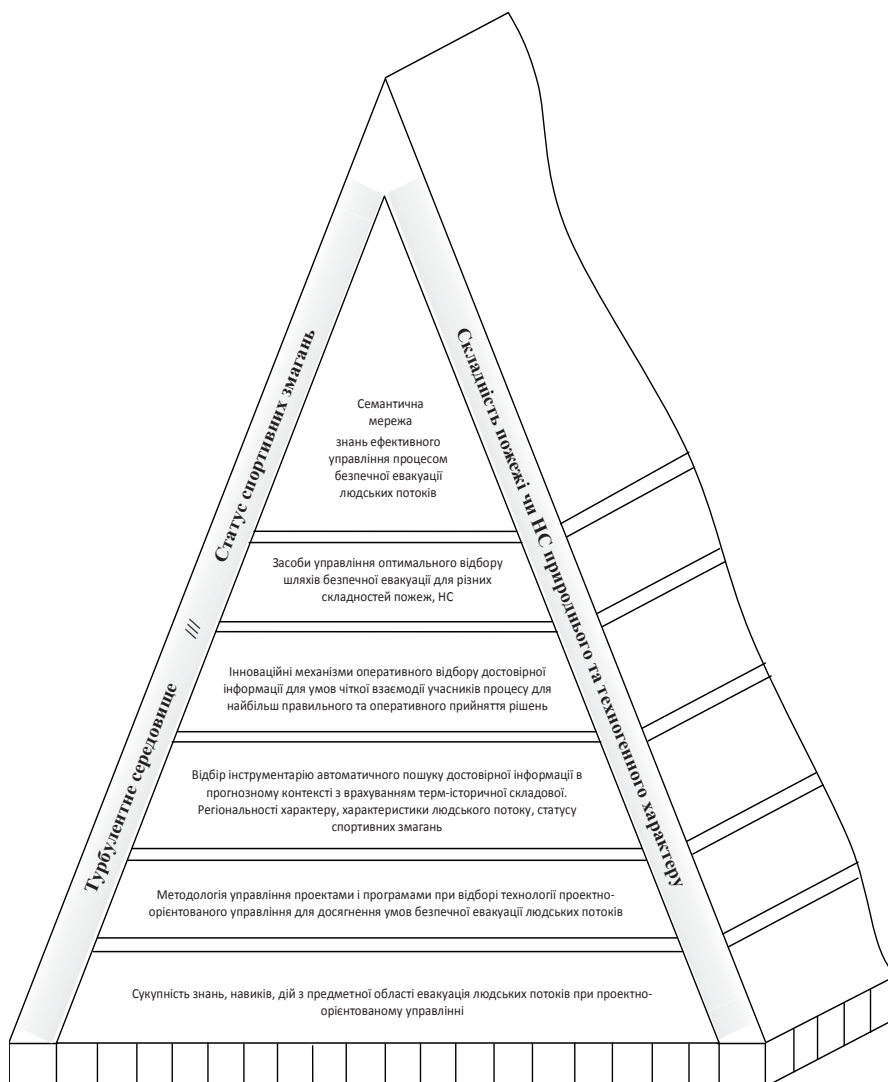 Статус спортивних змагань
///
Турбулентне середовище
Складність пожежі чи НС природнього та техногенного характеру
Семантична
мережа
знань ефективного
управління процесом
безпечної евакуації
людських потоків
Засоби управління оптимального відбору
шляхів безпечної евакуації для різних
складностей пожеж, НС
Інноваційні механізми оперативного відбору достовірної
інформації для умов чіткої взаємодії учасників процесу для
найбільш правильного та оперативного прийняття рішень
Відбір інструментарію автоматичного пошуку достовірної інформації в
прогнозному контексті з врахуванням терм-історичної складової.
Регіональності характеру, характеристики людського потоку, статусу
спортивних змагань
Методологія управління проектами і програмами при відборі технології проектно-
орієнтованого управління для досягнення умов безпечної евакуації людських потоків
Сукупність знань, навиків, дій з предметної області евакуація людських потоків при проектно-
орієнтованому управлінні